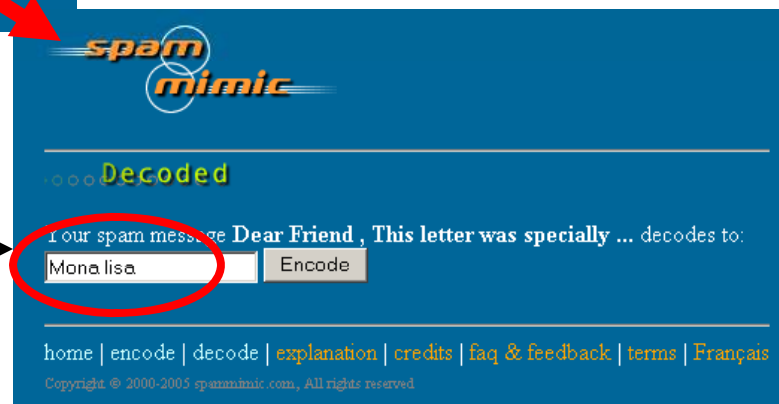 spam
mimic
Decoded
Your spam message Dear Friend , This letter was specially ... decodes to:
Mona lisa
Encode
home | encode | decode | explanation | credits | faq & feedback | terms | Français
Copyright © 2000-2005 spammimic.com, All rights reserved